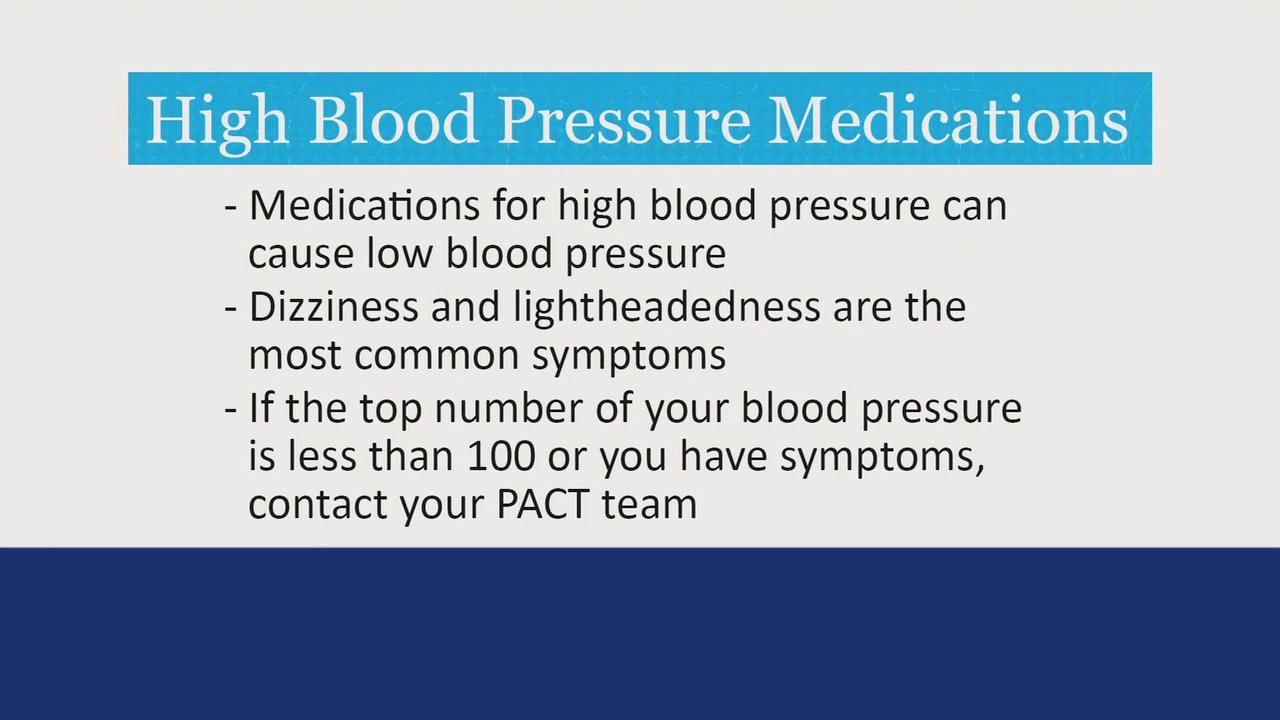 High Blood Pressure Medications
- Medications for high blood pressure can
cause low blood pressure
- Dizziness and lightheadedness are the
most common symptoms
- If the top number of your blood pressure
is less than 100 or you have symptoms,
contact your PACT team